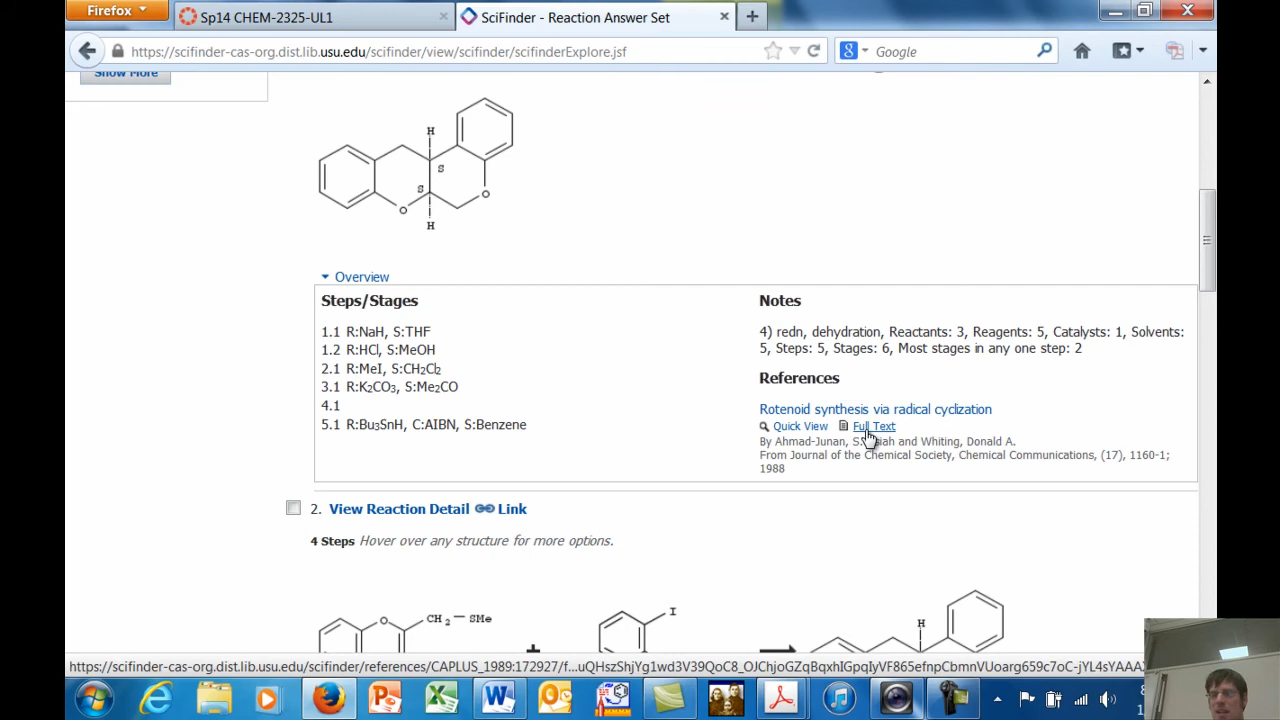 Firefox
Sp14 CHEM-2325-UL1
SciFinder - Reaction Answer Set
https://scifinder-cas-org.dist.lib.usu.edu/scifinder/view/scifinder/scifinderExplore.jsf
Google
Show More
H
S
S
O
O
H
Overview
Steps/Stages
1.1 R:NaH, S:THF
1.2 R:HCl, S:MeOH
2.1 R:MeI, S:CH2Cl2
3.1 R:K2CO3, S:Me2CO
4.1
5.1 R:Bu3SnH, C:AIBN, S:Benzene
Notes
4) redn, dehydration, Reactants: 3, Reagents: 5, Catalysts: 1, Solvents:
5, Steps: 5, Stages: 6, Most stages in any one step: 2
References
Rotenoid synthesis via radical cyclization
Quick View Full Text
By Ahmad-Junan, S. and Whiting, Donald A.
From Journal of the Chemical Society, Chemical Communications, (17), 1160-1;
1988
2. View Reaction Detail Link
4 Steps Hover over any structure for more options.
O CH2 — SMe
I
H
+